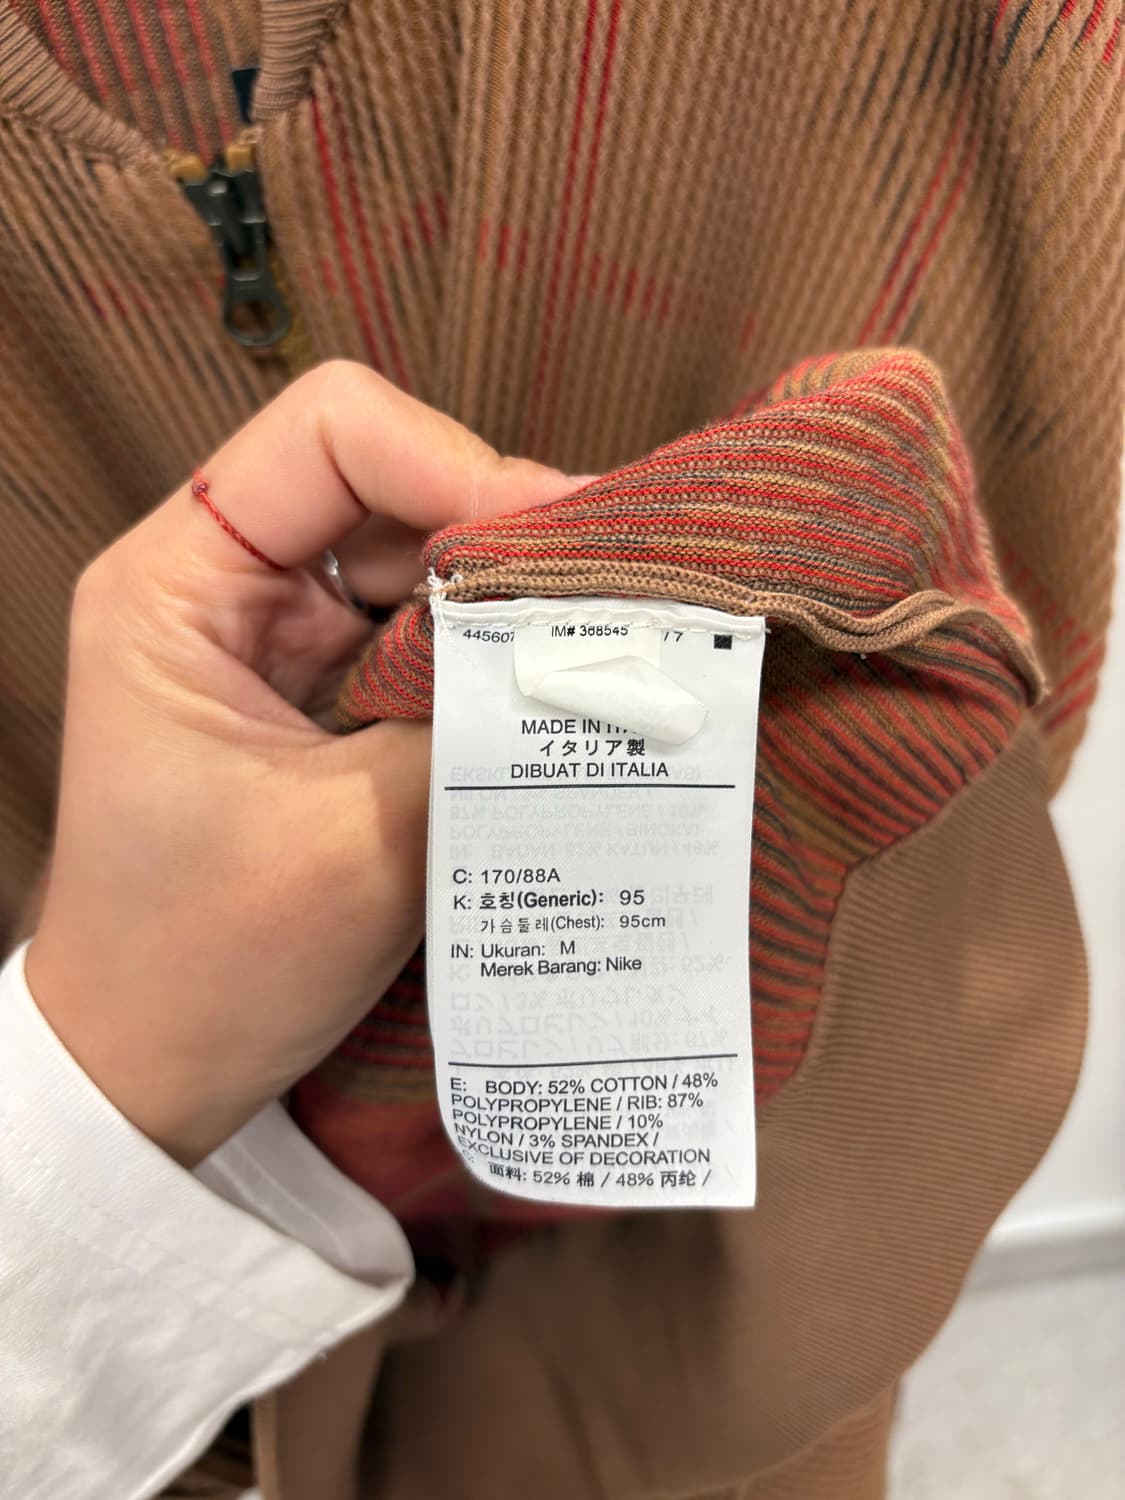 445607 IM# 368545 / 7
MADE IN
イタリア製
DIBUAT DI ITALIA
C: 170/88A
K: 호칭(Generic): 95
가슴둘레(Chest): 95cm
IN: Ukuran: M
Merek Barang: Nike
E: BODY: 52% COTTON / 48%
POLYPROPYLENE / RIB: 87%
POLYPROPYLENE / 10%
NYLON / 3% SPANDEX /
EXCLUSIVE OF DECORATION
面料: 52% 棉 / 48% 丙纶 /